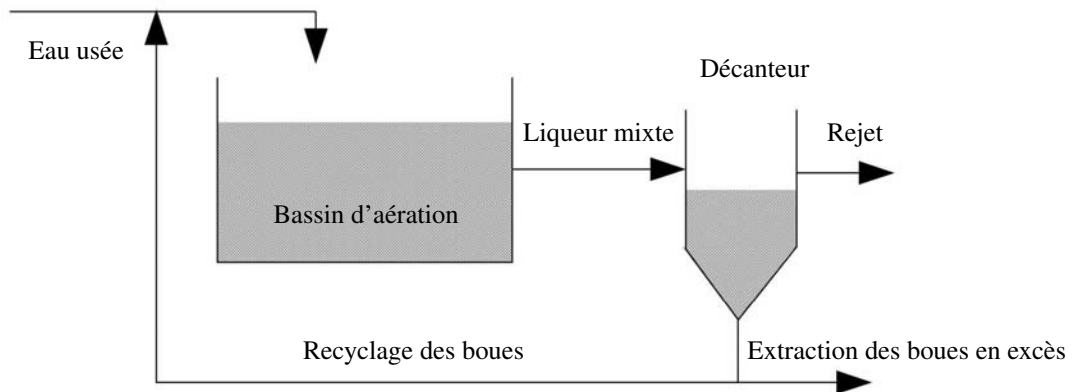 Eau usée
Décanteur
Liqueur mixte
Rejet
Bassin d'aération
Recyclage des boues
Extraction des boues en excès